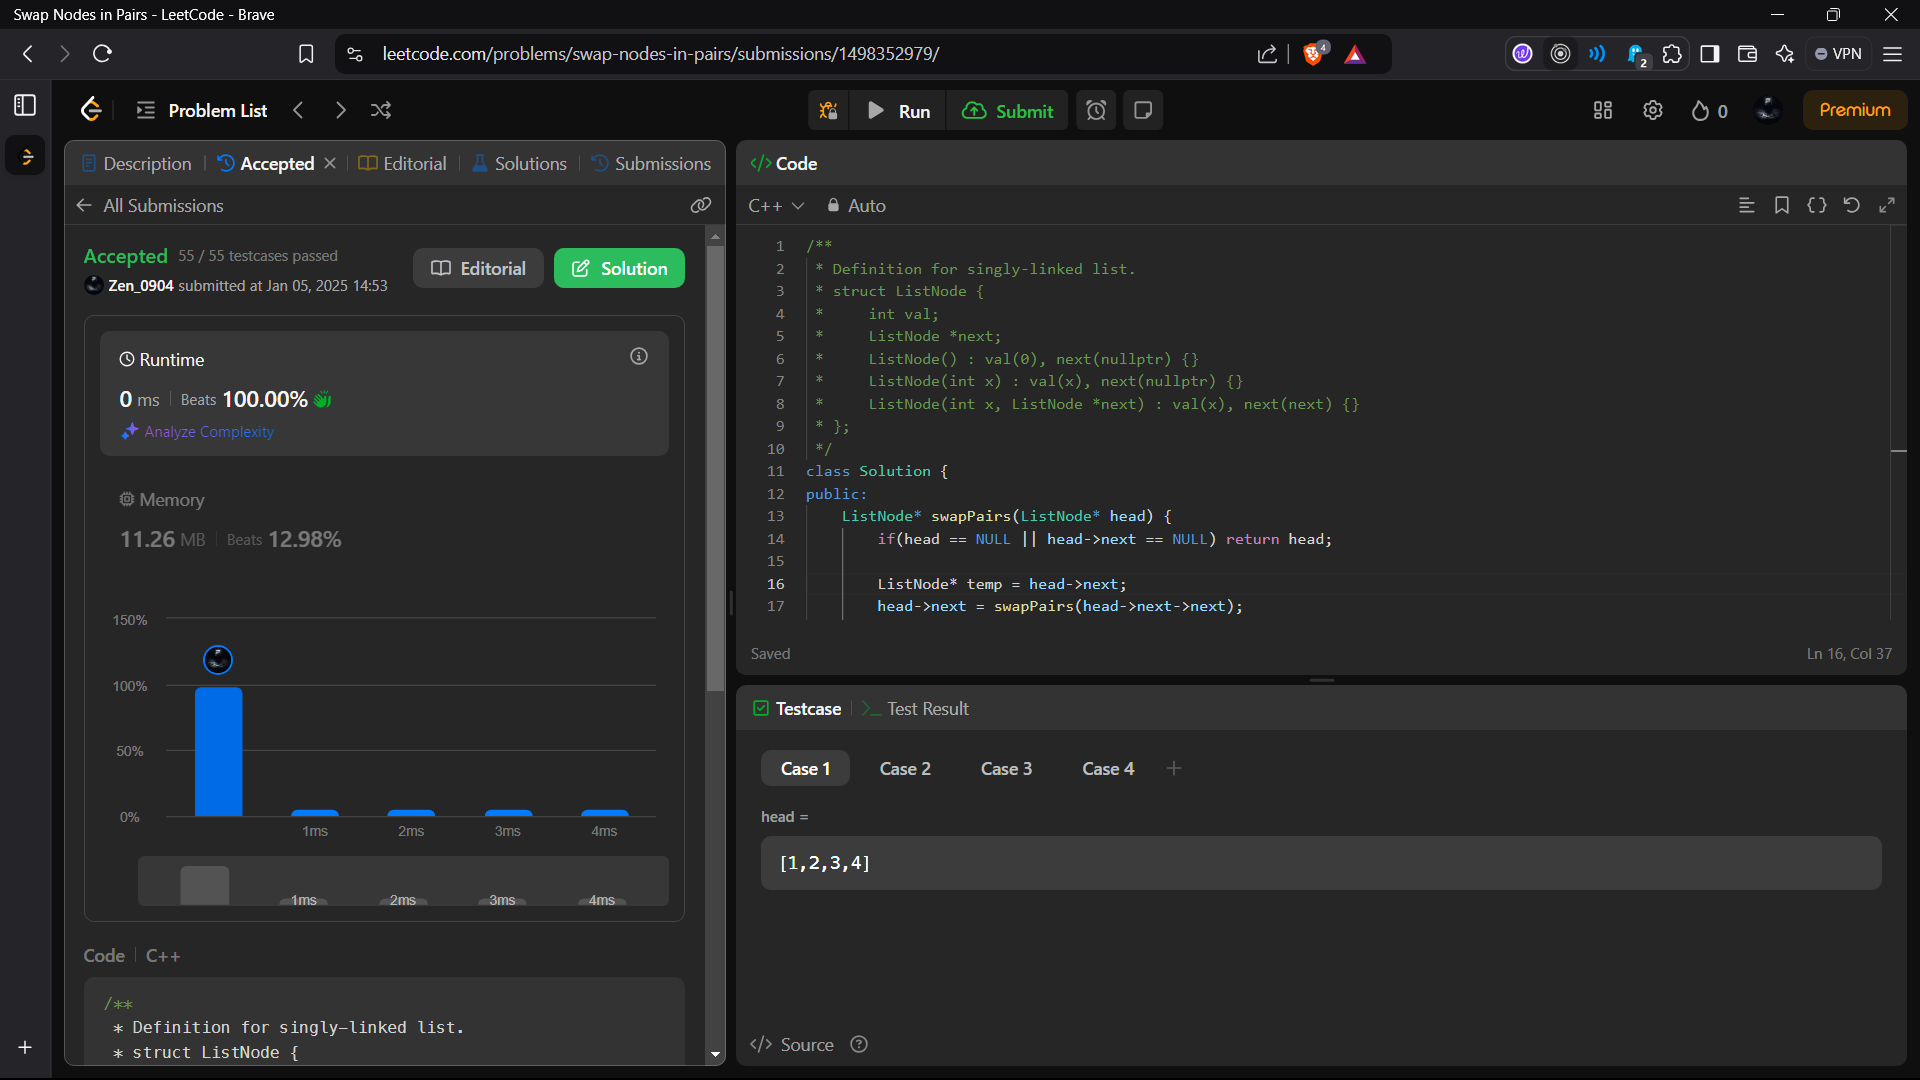 Swap Nodes in Pairs - LeetCode - Brave
leetcode.com/problems/swap-nodes-in-pairs/submissions/1498352979/
4
2
VPN
Problem List
Run
Submit
0
Premium
Description
Accepted
Editorial
Solutions
Submissions
All Submissions
Accepted 55 / 55 testcases passed
Zen_0904 submitted at Jan 05, 2025 14:53
Editorial
Solution
Runtime
0 ms Beats 100.00%
Analyze Complexity
Memory
11.26 MB Beats 12.98%
150%
100%
50%
0%
1ms 2ms 3ms 4ms
1ms 2ms 3ms 4ms
Code C++
/**
* Definition for singly-linked list.
* struct ListNode {
</> Code
C++ Auto
1 /**
2 * Definition for singly-linked list.
3 * struct ListNode {
4 * int val;
5 * ListNode *next;
6 * ListNode() : val(0), next(nullptr) {}
7 * ListNode(int x) : val(x), next(nullptr) {}
8 * ListNode(int x, ListNode *next) : val(x), next(next) {}
9 * };
10 */
11 class Solution {
12 public:
13 ListNode* swapPairs(ListNode* head) {
14 if(head == NULL || head->next == NULL) return head;
15
16 ListNode* temp = head->next;
17 head->next = swapPairs(head->next->next);
Saved
Ln 16, Col 37
Testcase
>_ Test Result
Case 1 Case 2 Case 3 Case 4 +
head =
[1,2,3,4]
</> Source